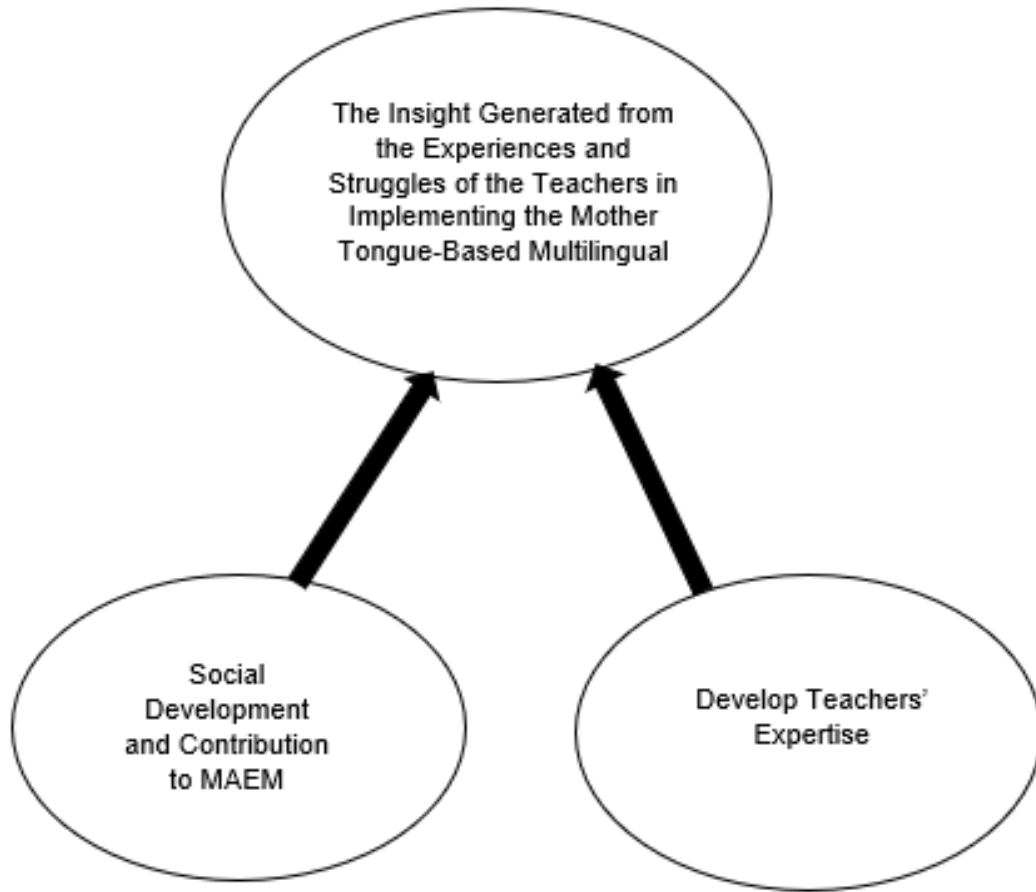 The Insight Generated from
the Experiences and
Struggles of the Teachers in
Implementing the Mother
Tongue-Based Multilingual
Social
Development
and Contribution
to MAEM
Develop Teachers’
Expertise